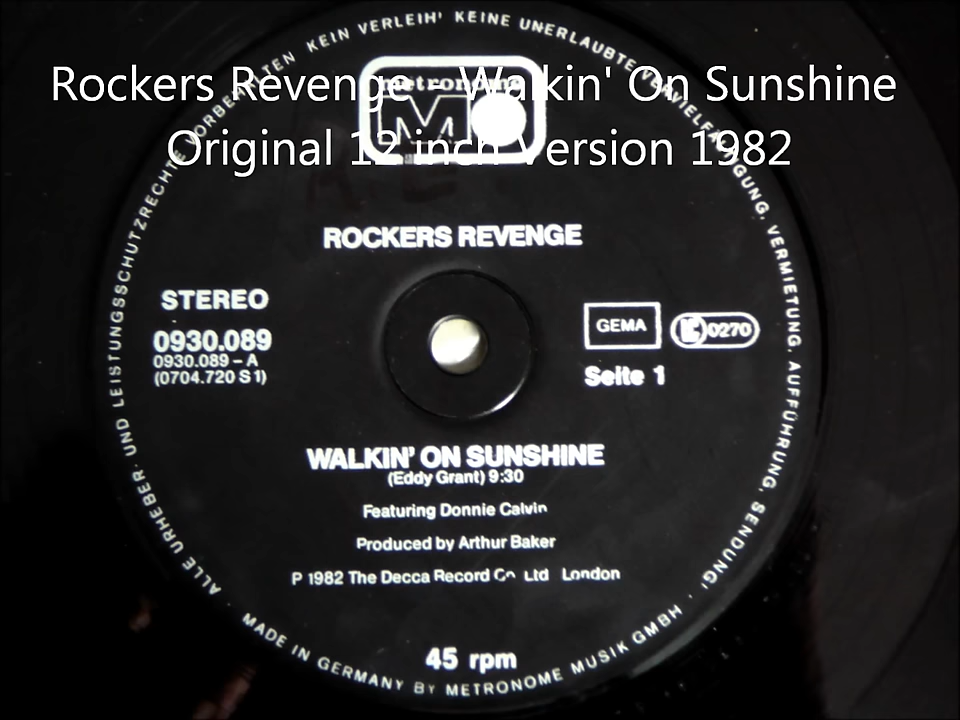 Rockers Revenge - Walkin' On Sunshine
Original 12 inch Version 1982
metronome
ROCKERS REVENGE
STEREO
0930.089
0930.089 – A
(0704.720 S 1)
GEMA
0270
Seite 1
WALKIN' ON SUNSHINE
(Eddy Grant) 9:30
Featuring Donnie Calvin
Produced by Arthur Baker
P 1982 The Decca Record Co Ltd London
45 rpm
ALLE URHEBER- UND LEISTUNGSSCHUTZRECHTE VORBEHALTEN KEIN VERLEIH! KEINE UNERLAUBTE VERVIELFÄLTIGUNG, VERMIETUNG, AUFFÜHRUNG, SENDUNG!
· MADE IN GERMANY BY METRONOME MUSIK GMBH ·